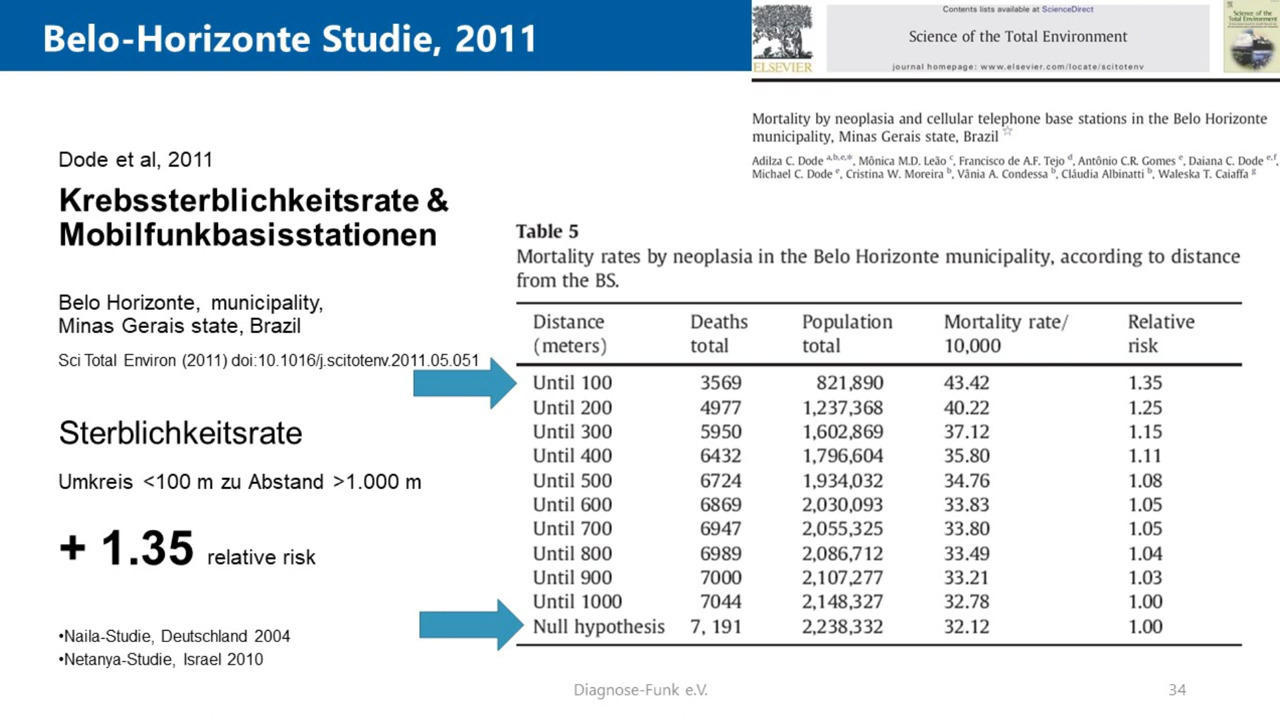 Belo-Horizonte Studie, 2011
ELSEVIER
Contents lists available at ScienceDirect
Science of the Total Environment
journal homepage: www.elsevier.com/locate/scitotenv
Science of the
Total Environment
Mortality by neoplasia and cellular telephone base stations in the Belo Horizonte
municipality, Minas Gerais state, Brazil ☆
Adilza C. Dode a,b,e,*, Mônica M.D. Leão c, Francisco de A.F. Tejo d, Antônio C.R. Gomes e, Daiana C. Dode e,f,
Michael C. Dode e, Cristina W. Moreira b, Vânia A. Condessa b, Cláudia Albinatti b, Waleska T. Caiaffa g
Dode et al, 2011
Krebssterblichkeitsrate &
Mobilfunkbasisstationen
Belo Horizonte, municipality,
Minas Gerais state, Brazil
Sci Total Environ (2011) doi:10.1016/j.scitotenv.2011.05.051
Sterblichkeitsrate
Umkreis <100 m zu Abstand >1.000 m
+ 1.35 relative risk
•Naila-Studie, Deutschland 2004
•Netanya-Studie, Israel 2010
Table 5
Mortality rates by neoplasia in the Belo Horizonte municipality, according to distance
from the BS.
Distance Deaths Population Mortality rate/ Relative
(meters) total total 10,000 risk
Until 100 3569 821,890 43.42 1.35
Until 200 4977 1,237,368 40.22 1.25
Until 300 5950 1,602,869 37.12 1.15
Until 400 6432 1,796,604 35.80 1.11
Until 500 6724 1,934,032 34.76 1.08
Until 600 6869 2,030,093 33.83 1.05
Until 700 6947 2,055,325 33.80 1.05
Until 800 6989 2,086,712 33.49 1.04
Until 900 7000 2,107,277 33.21 1.03
Until 1000 7044 2,148,327 32.78 1.00
Null hypothesis 7, 191 2,238,332 32.12 1.00
Diagnose-Funk e.V.
34